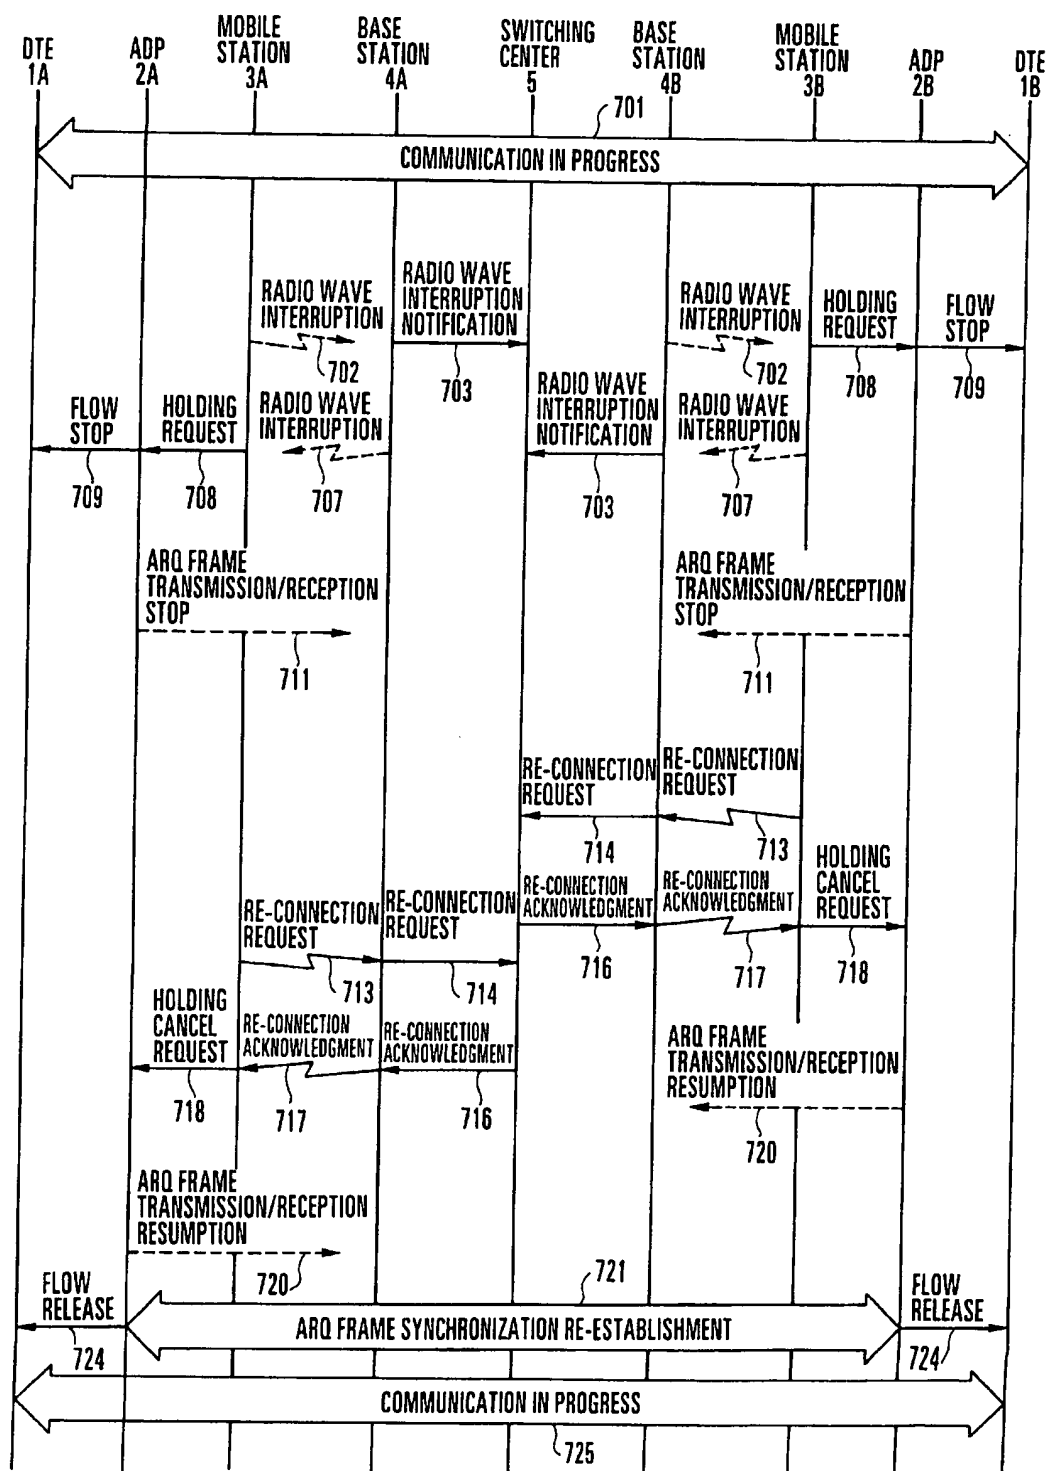 DTE
1A
ADP
2A
MOBILE
STATION
3A
BASE
STATION
4A
SWITCHING
CENTER
5
BASE
STATION
4B
MOBILE
STATION
3B
ADP
2B
DTE
1B
701
COMMUNICATION IN PROGRESS
RADIO WAVE
INTERRUPTION
702
RADIO WAVE
INTERRUPTION
NOTIFICATION
703
RADIO WAVE
INTERRUPTION
702
HOLDING
REQUEST
708
FLOW
STOP
709
FLOW
STOP
709
HOLDING
REQUEST
708
RADIO WAVE
INTERRUPTION
707
RADIO WAVE
INTERRUPTION
NOTIFICATION
703
RADIO WAVE
INTERRUPTION
707
ARQ FRAME
TRANSMISSION/RECEPTION
STOP
711
ARQ FRAME
TRANSMISSION/RECEPTION
STOP
711
RE-CONNECTION
REQUEST
714
RE-CONNECTION
REQUEST
713
RE-CONNECTION
ACKNOWLEDGMENT
716
RE-CONNECTION
ACKNOWLEDGMENT
717
HOLDING
CANCEL
REQUEST
718
RE-CONNECTION
REQUEST
713
RE-CONNECTION
REQUEST
714
HOLDING
CANCEL
REQUEST
718
RE-CONNECTION
ACKNOWLEDGMENT
717
RE-CONNECTION
ACKNOWLEDGMENT
716
ARQ FRAME
TRANSMISSION/RECEPTION
RESUMPTION
720
ARQ FRAME
TRANSMISSION/RECEPTION
RESUMPTION
720
721
FLOW
RELEASE
724
ARQ FRAME SYNCHRONIZATION RE-ESTABLISHMENT
FLOW
RELEASE
724
COMMUNICATION IN PROGRESS
725